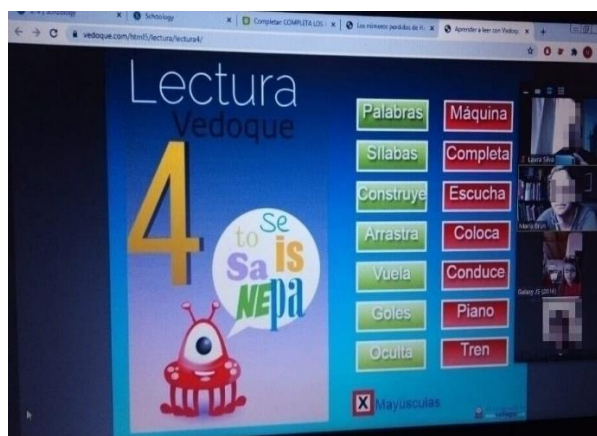 Schoology
Completar: COMPLETA LOS
Los números perdidos de
Aprender a leer con Vedoq
vedoque.com/html5/lectura/lectura4/
Lectura
Vedoque
4
to
Se
Sa
is
NE
pa
Palabras
Máquina
Sílabas
Completa
Construye
Escucha
Arrastra
Coloca
Vuela
Conduce
Goles
Piano
Oculta
Tren
X Mayúsculas
Laura Silva
María Brun
Galaxy J5 (2016)